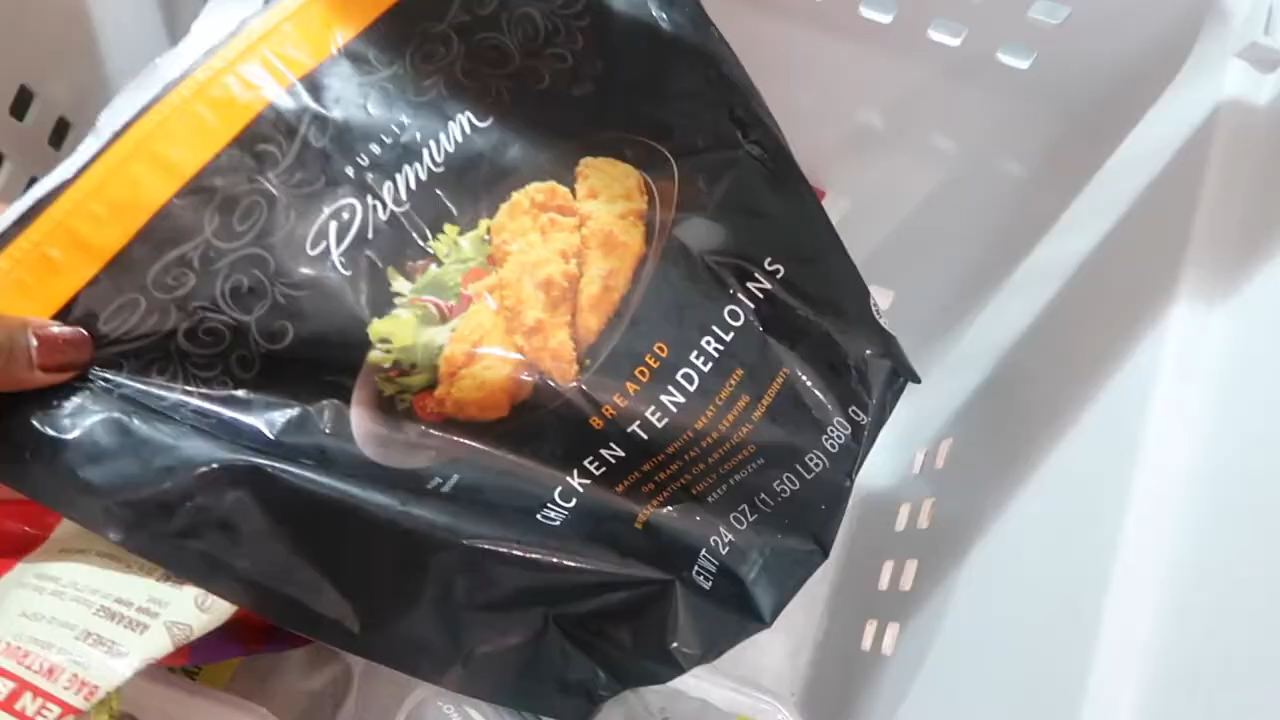 PUBLIX
Premium
BREADED
CHICKEN TENDERLOINS
MADE WITH WHITE MEAT CHICKEN
0g TRANS FAT PER SERVING
PRESERVATIVES OR ARTIFICIAL INGREDIENTS
FULLY COOKED
KEEP FROZEN
NET WT 24 OZ (1.50 LB) 680 g
ARRANGE